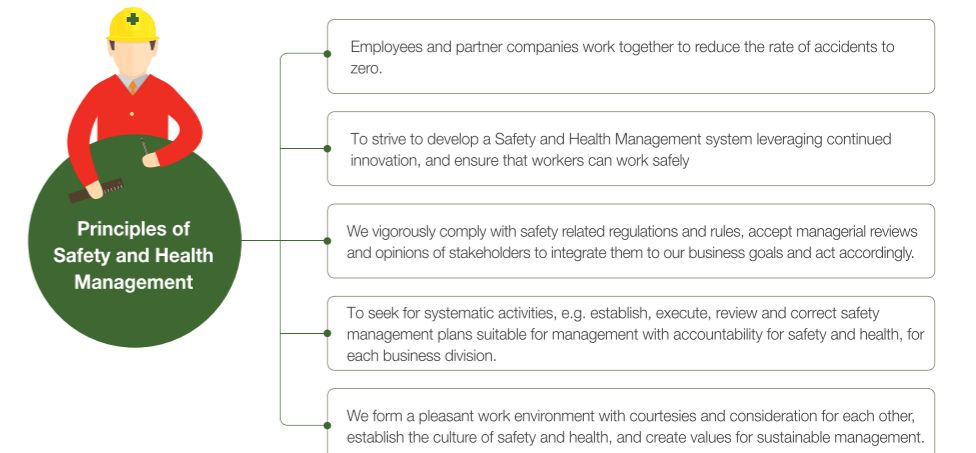 Principles of
Safety and Health
Management
Employees and partner companies work together to reduce the rate of accidents to
zero.
To strive to develop a Safety and Health Management system leveraging continued
innovation, and ensure that workers can work safely
We vigorously comply with safety related regulations and rules, accept managerial reviews
and opinions of stakeholders to integrate them to our business goals and act accordingly.
To seek for systematic activities, e.g. establish, execute, review and correct safety
management plans suitable for management with accountability for safety and health, for
each business division.
We form a pleasant work environment with courtesies and consideration for each other,
establish the culture of safety and health, and create values for sustainable management.